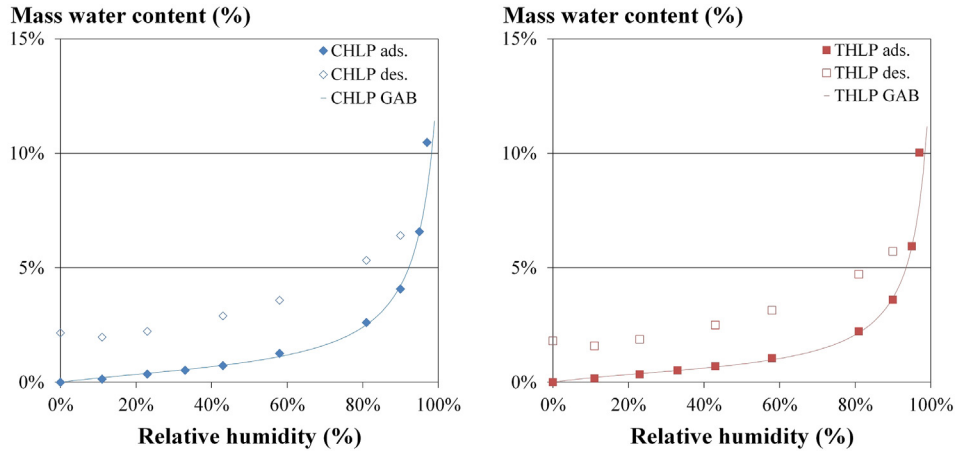 Mass water content (%)
15%
10%
5%
0%
CHLP ads.
CHLP des.
CHLP GAB
0% 20% 40% 60% 80% 100%
Relative humidity (%)
Mass water content (%)
15%
10%
5%
0%
THLP ads.
THLP des.
THLP GAB
0% 20% 40% 60% 80% 100%
Relative humidity (%)